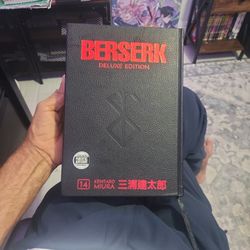 BERSERK
DELUXE EDITION
14
KENTARO
MIURA
三浦建太郎